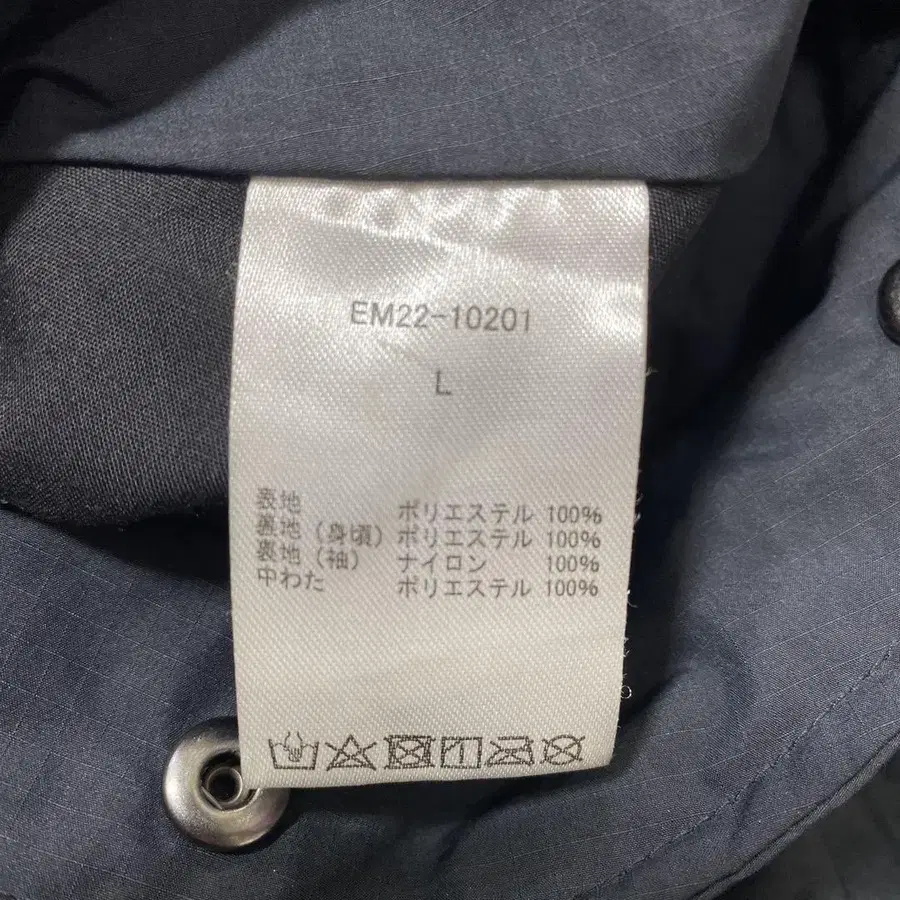 EM22-10201
L
表地 ポリエステル 100%
裏地（身頃） ポリエステル 100%
裏地（袖） ナイロン 100%
中わた ポリエステル 100%